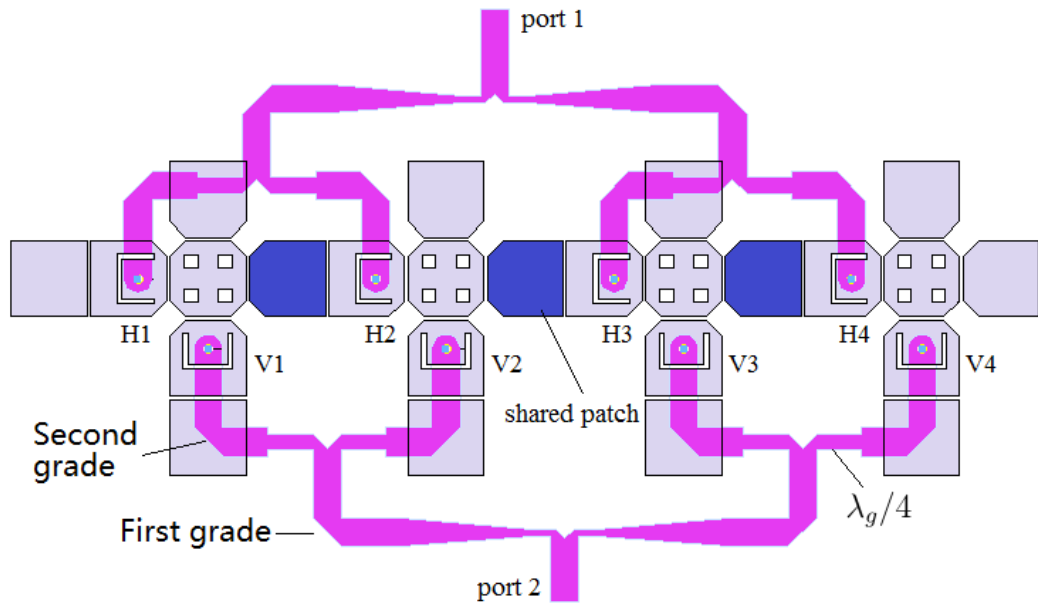 port 1
H1
H2
H3
H4
V1
V2
V3
V4
shared patch
Second
grade
λg/4
First grade
port 2